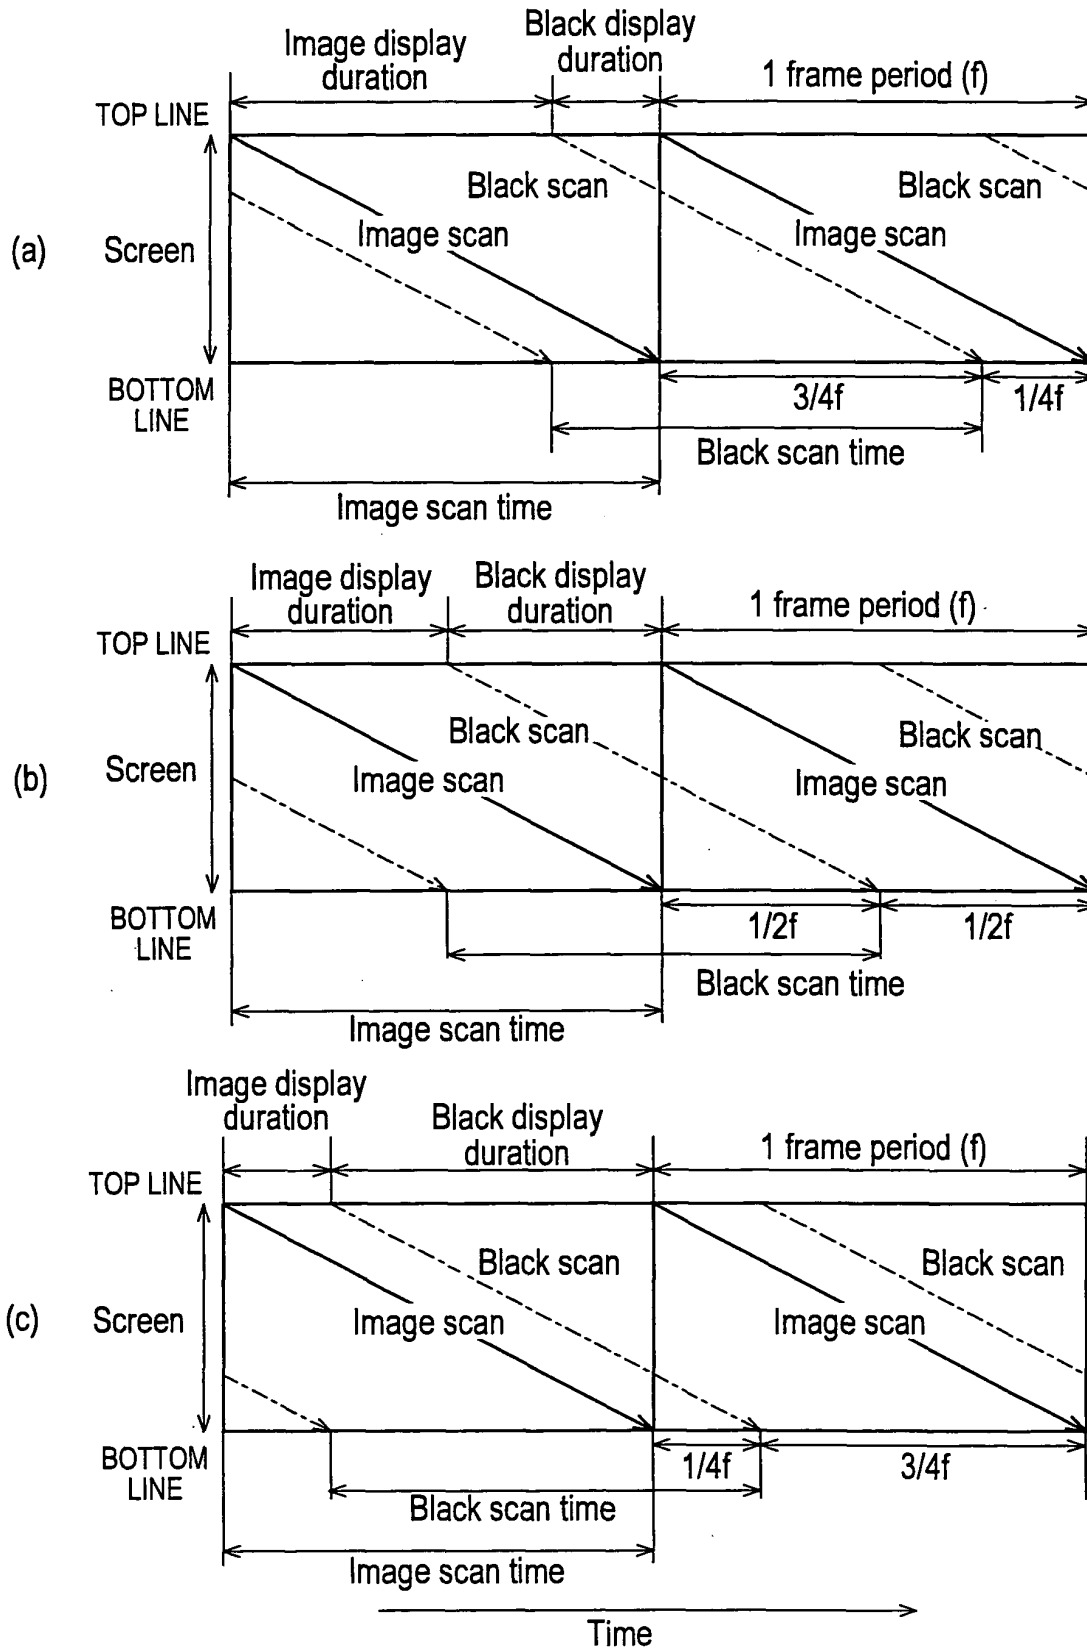 Image display
duration
Black display
duration
1 frame period (f)
TOP LINE
Black scan
Black scan
Image scan
Image scan
(a)
Screen
BOTTOM
LINE
3/4f
1/4f
Black scan time
Image scan time
Image display
duration
Black display
duration
1 frame period (f)
TOP LINE
Black scan
Black scan
Image scan
Image scan
(b)
Screen
BOTTOM
LINE
1/2f
1/2f
Black scan time
Image scan time
Image display
duration
Black display
duration
1 frame period (f)
TOP LINE
Black scan
Black scan
Image scan
Image scan
(c)
Screen
BOTTOM
LINE
1/4f
3/4f
Black scan time
Image scan time
Time